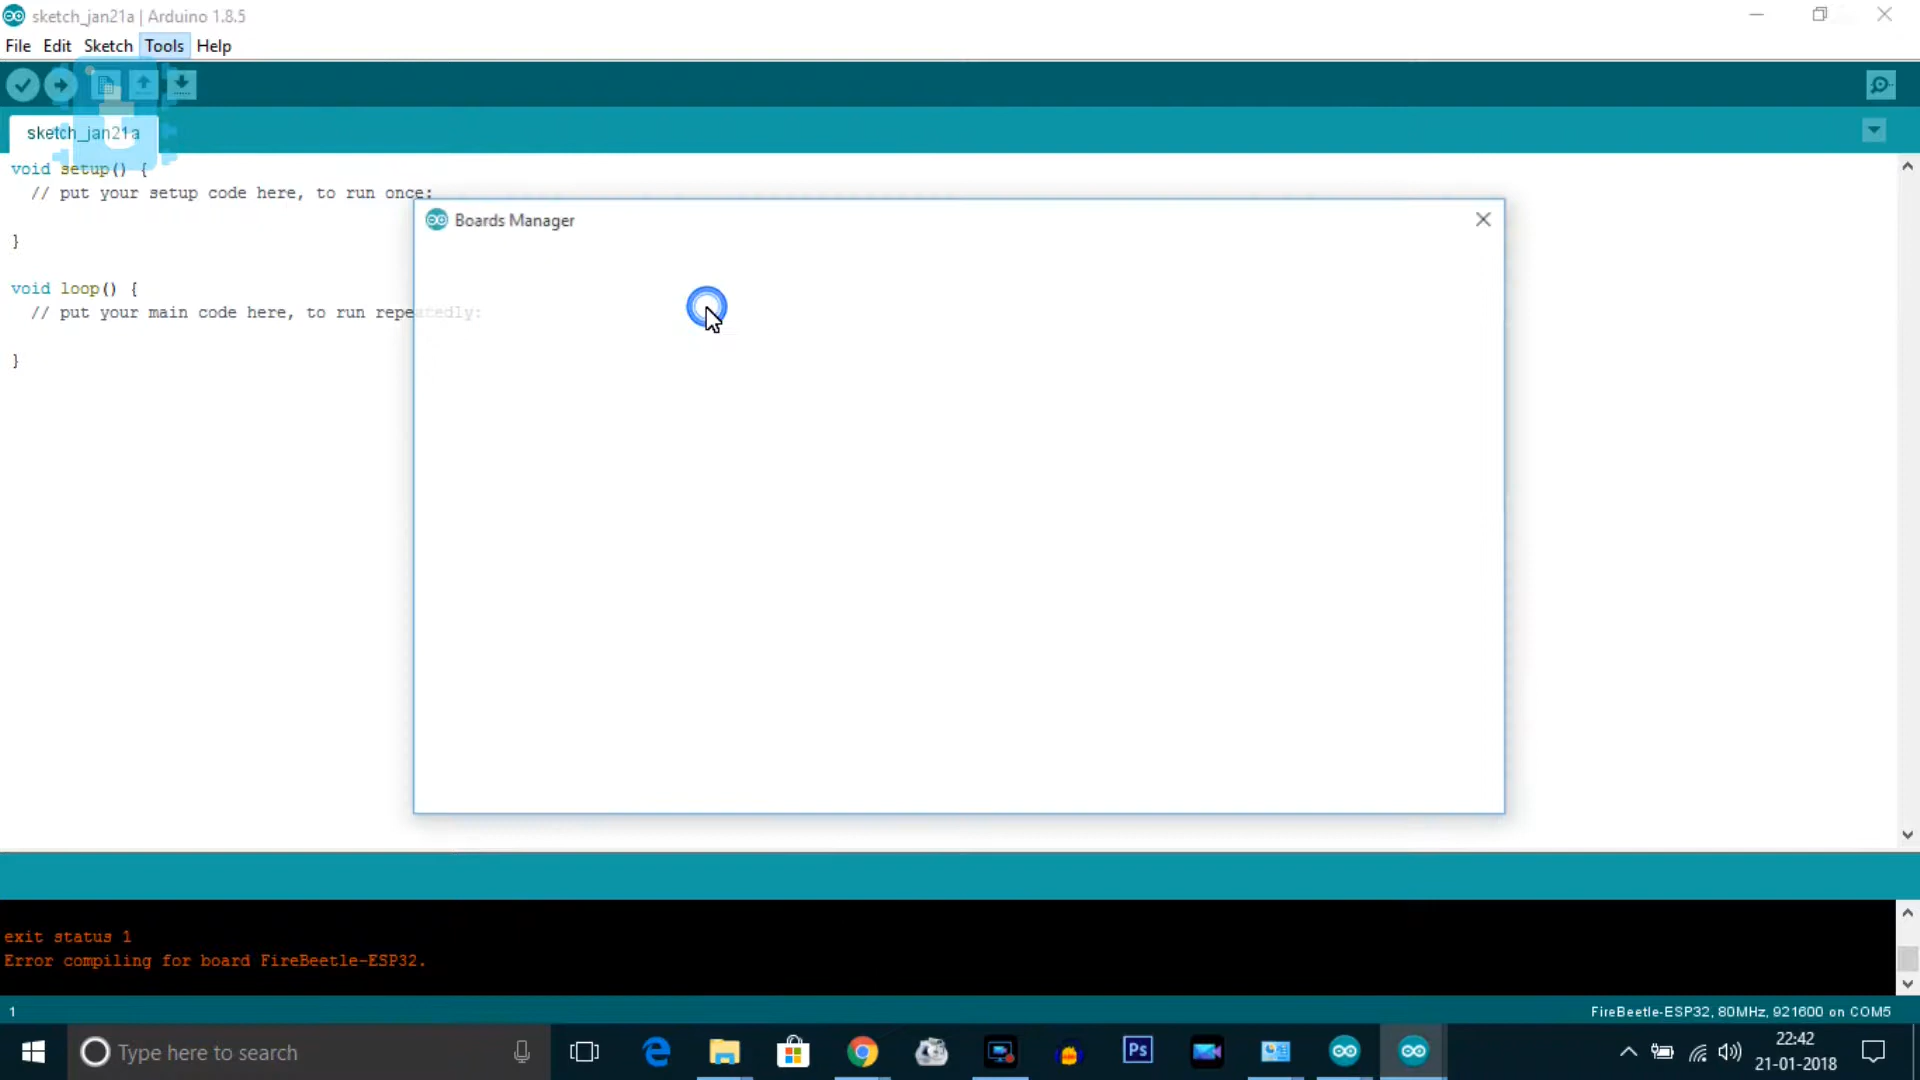 sketch_jan21a | Arduino 1.8.5
File Edit Sketch Tools Help
sketch_jan21a
void setup() {
// put your setup code here, to run once:
}
void loop() {
// put your main code here, to run repeatedly:
}
Boards Manager
exit status 1
Error compiling for board FireBeetle-ESP32.
1
FireBeetle-ESP32, 80MHz, 921600 on COM5
Type here to search
Ps
22:42
21-01-2018